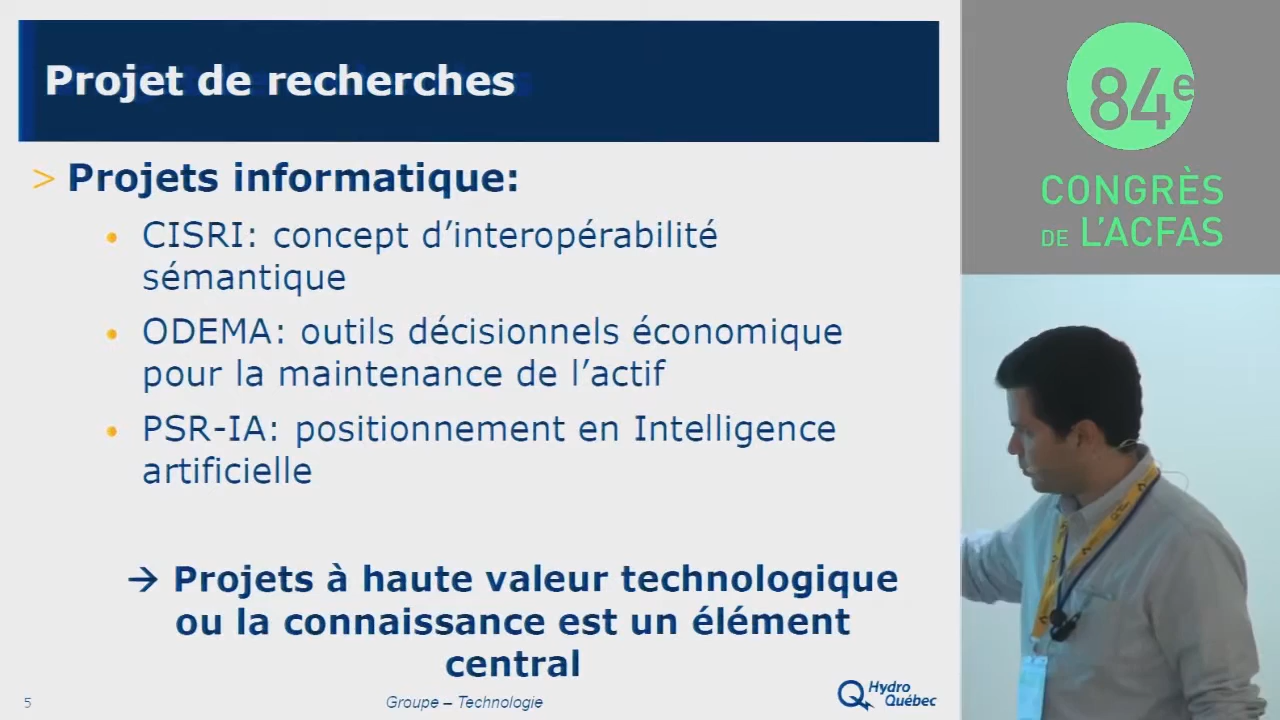 Projet de recherches
> Projets informatique:
• CISRI: concept d’interopérabilité
sémantique
• ODEMA: outils décisionnels économique
pour la maintenance de l’actif
• PSR-IA: positionnement en Intelligence
artificielle
→ Projets à haute valeur technologique
ou la connaissance est un élément
central
5
Groupe – Technologie
Hydro
Québec
84e
CONGRÈS
DE L’ACFAS